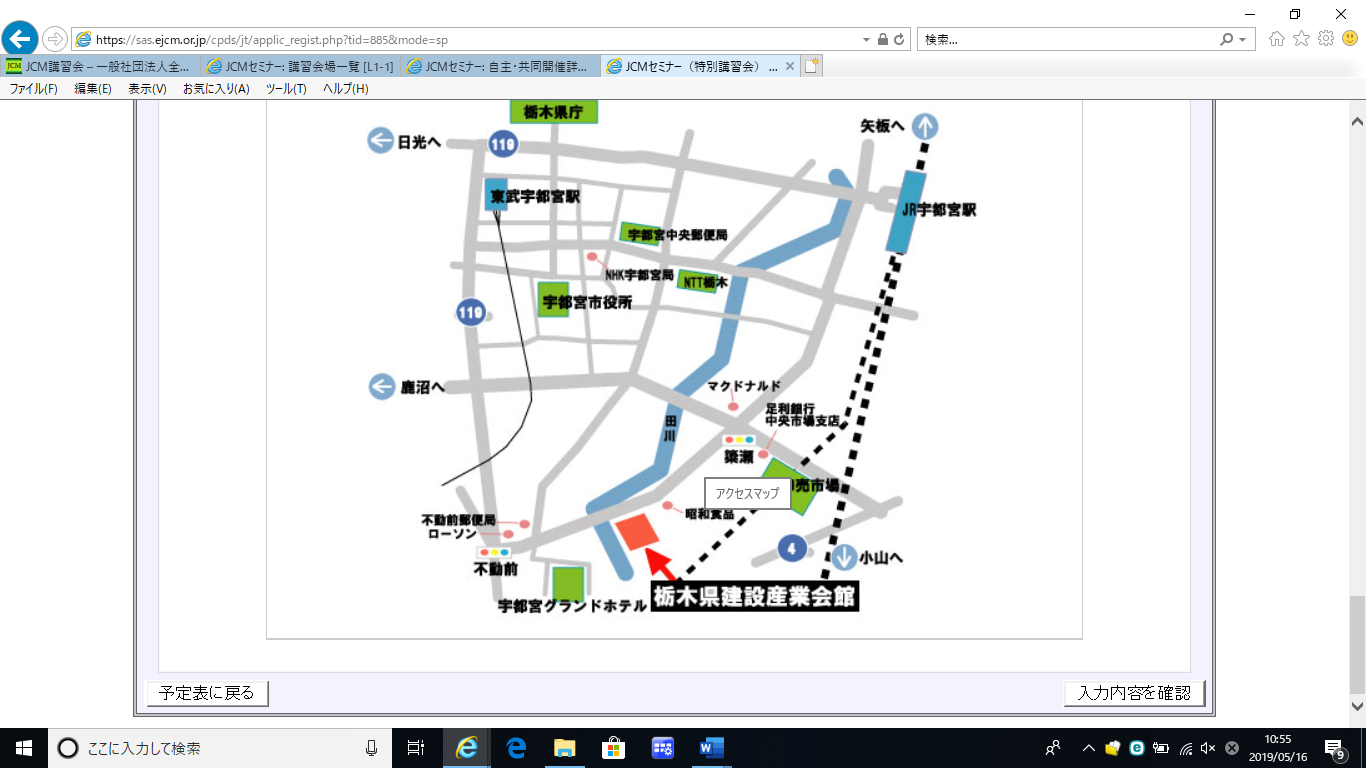 https://sas.ejcm.or.jp/cpds/jt/applic_regist.php?tid=885&mode=sp
検索...
JCM JCM講習会 – 一般社団法人全...
JCMセミナー: 講習会場一覧 [L1-1]
JCMセミナー: 自主・共同開催詳...
JCMセミナー（特別講習会） ...
ファイル(F) 編集(E) 表示(V) お気に入り(A) ツール(T) ヘルプ(H)
栃木県庁
日光へ
119
矢板へ
東武宇都宮駅
JR宇都宮駅
宇都宮中央郵便局
NHK宇都宮局
NTT栃木
宇都宮市役所
119
鹿沼へ
マクドナルド
足利銀行
中央市場支店
田川
簗瀬
売市場
アクセスマップ
昭和食品
不動前郵便局
ローソン
不動前
4
小山へ
宇都宮グランドホテル
栃木県建設産業会館
予定表に戻る
入力内容を確認
ここに入力して検索
10:55
2019/05/16
9